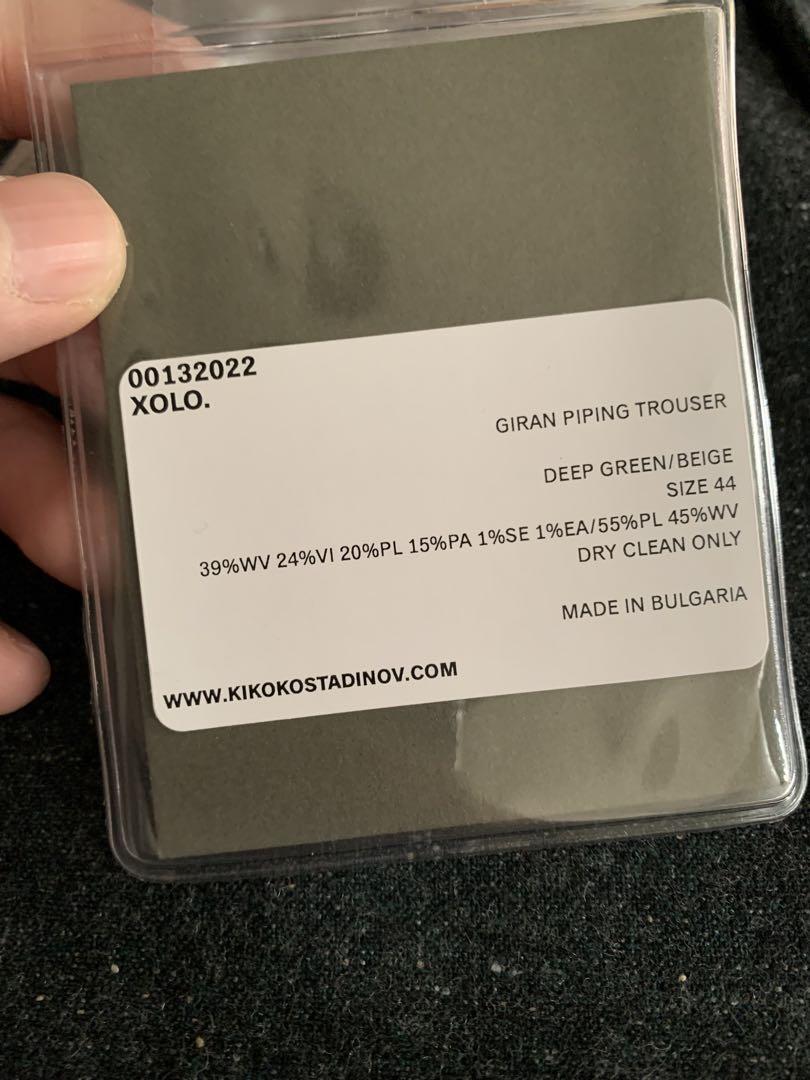 00132022
XOLO.
GIRAN PIPING TROUSER
DEEP GREEN/BEIGE
SIZE 44
39%WV 24%VI 20%PL 15%PA 1%SE 1%EA/55%PL 45%WV
DRY CLEAN ONLY
MADE IN BULGARIA
WWW.KIKOKOSTADINOV.COM